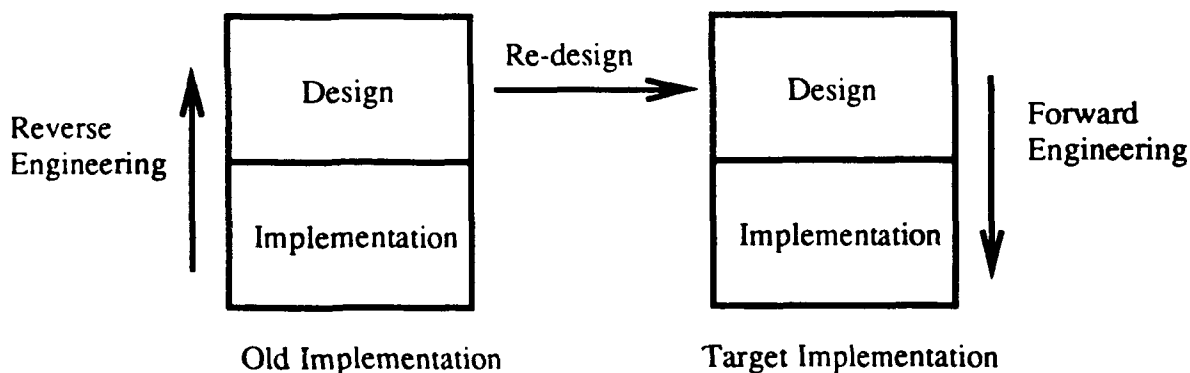 Re-design
Design
Design
Reverse
Engineering
Forward
Engineering
Implementation
Implementation
Old Implementation
Target Implementation